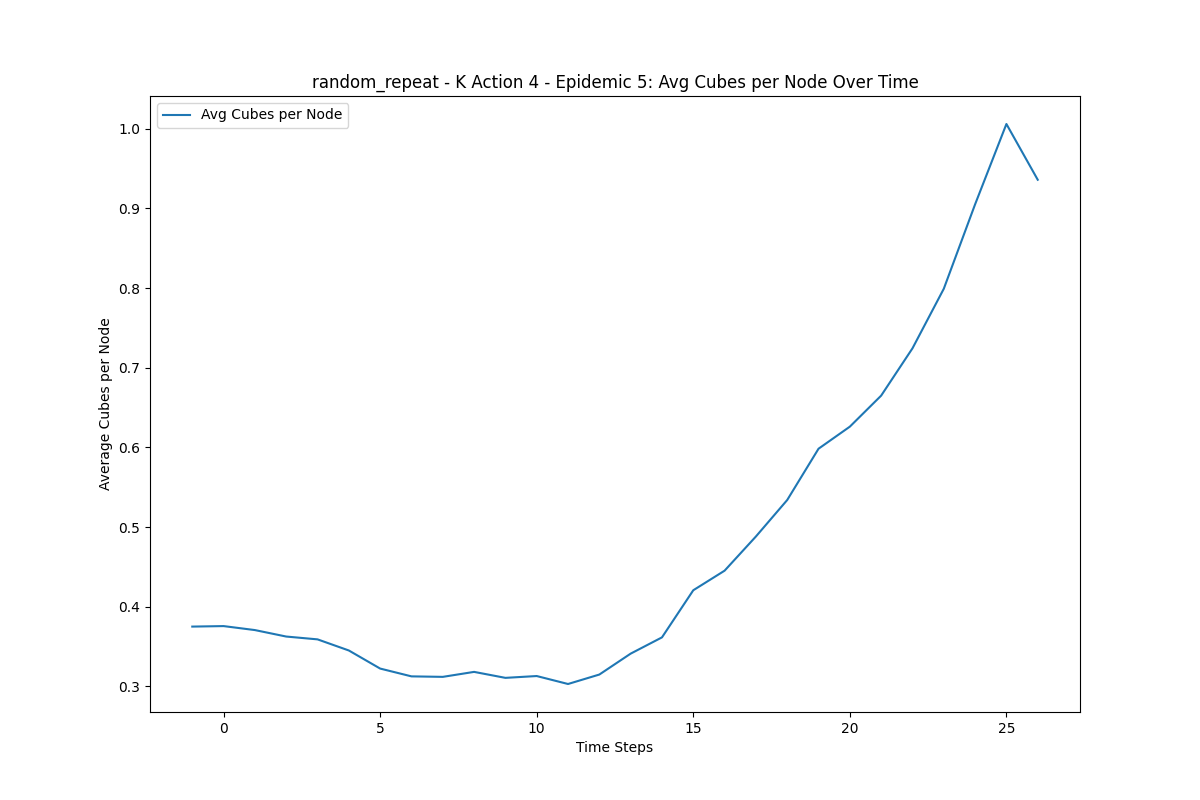 random_repeat - K Action 4 - Epidemic 5: Avg Cubes per Node Over Time
Avg Cubes per Node
1.0
0.9
0.8
0.7
0.6
0.5
0.4
0.3
Average Cubes per Node
0 5 10 15 20 25
Time Steps